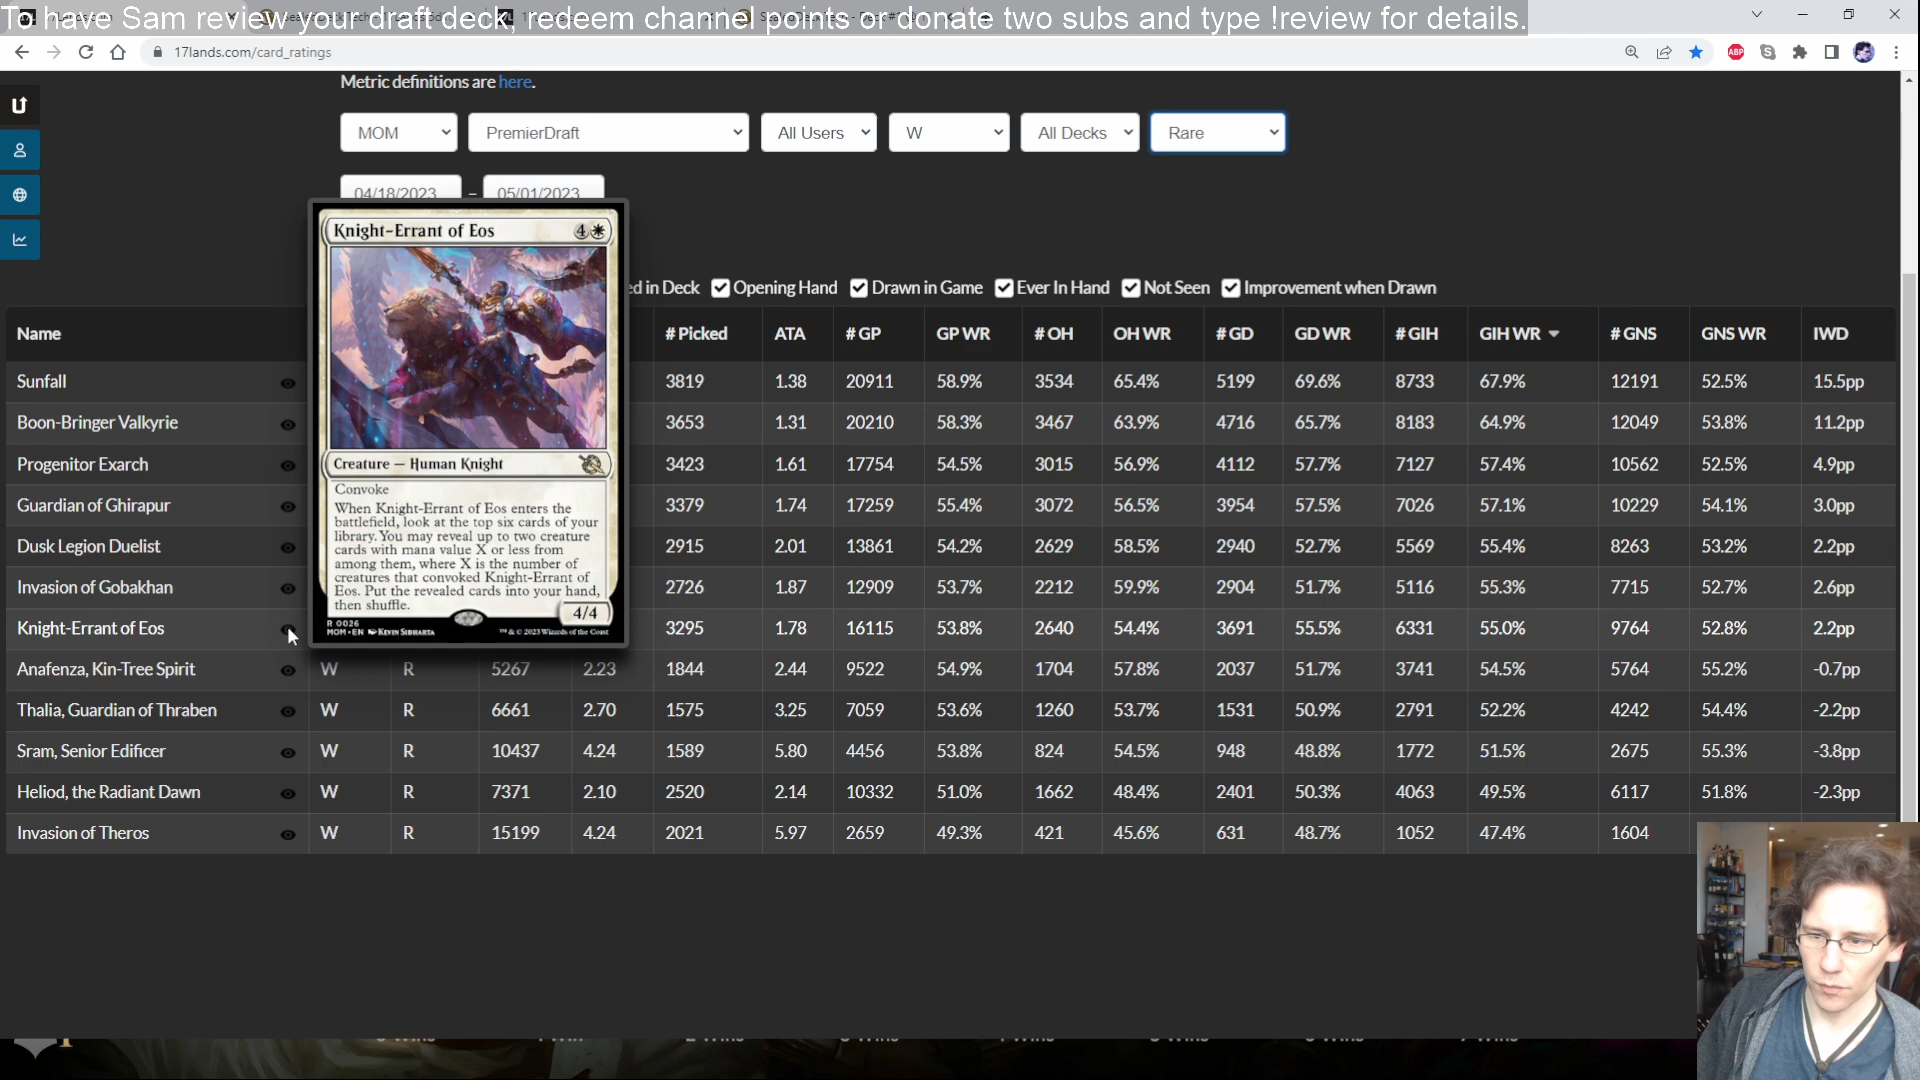 To have Sam review your draft deck, redeem channel points or donate two subs and type !review for details.
17lands.com/card_ratings
ABP
Metric definitions are here.
MOM PremierDraft All Users W All Decks Rare
04/18/2023 – 05/01/2023
ed in Deck Opening Hand Drawn in Game Ever In Hand Not Seen Improvement when Drawn
Knight-Errant of Eos 4
Creature — Human Knight
Convoke
When Knight-Errant of Eos enters the
battlefield, look at the top six cards of your
library. You may reveal up to two creature
cards with mana value X or less from
among them, where X is the number of
creatures that convoked Knight-Errant of
Eos. Put the revealed cards into your hand,
then shuffle.
4/4
R 0026
MOM • EN Kevin Sidharta ™ & © 2023 Wizards of the Coast
Name # Picked ATA # GP GP WR # OH OH WR # GD GD WR # GIH GIH WR # GNS GNS WR IWD
Sunfall 3819 1.38 20911 58.9% 3534 65.4% 5199 69.6% 8733 67.9% 12191 52.5% 15.5pp
Boon-Bringer Valkyrie 3653 1.31 20210 58.3% 3467 63.9% 4716 65.7% 8183 64.9% 12049 53.8% 11.2pp
Progenitor Exarch 3423 1.61 17754 54.5% 3015 56.9% 4112 57.7% 7127 57.4% 10562 52.5% 4.9pp
Guardian of Ghirapur 3379 1.74 17259 55.4% 3072 56.5% 3954 57.5% 7026 57.1% 10229 54.1% 3.0pp
Dusk Legion Duelist 2915 2.01 13861 54.2% 2629 58.5% 2940 52.7% 5569 55.4% 8263 53.2% 2.2pp
Invasion of Gobakhan 2726 1.87 12909 53.7% 2212 59.9% 2904 51.7% 5116 55.3% 7715 52.7% 2.6pp
Knight-Errant of Eos 3295 1.78 16115 53.8% 2640 54.4% 3691 55.5% 6331 55.0% 9764 52.8% 2.2pp
Anafenza, Kin-Tree Spirit W R 5267 2.23 1844 2.44 9522 54.9% 1704 57.8% 2037 51.7% 3741 54.5% 5764 55.2% -0.7pp
Thalia, Guardian of Thraben W R 6661 2.70 1575 3.25 7059 53.6% 1260 53.7% 1531 50.9% 2791 52.2% 4242 54.4% -2.2pp
Sram, Senior Edificer W R 10437 4.24 1589 5.80 4456 53.8% 824 54.5% 948 48.8% 1772 51.5% 2675 55.3% -3.8pp
Heliod, the Radiant Dawn W R 7371 2.10 2520 2.14 10332 51.0% 1662 48.4% 2401 50.3% 4063 49.5% 6117 51.8% -2.3pp
Invasion of Theros W R 15199 4.24 2021 5.97 2659 49.3% 421 45.6% 631 48.7% 1052 47.4% 1604